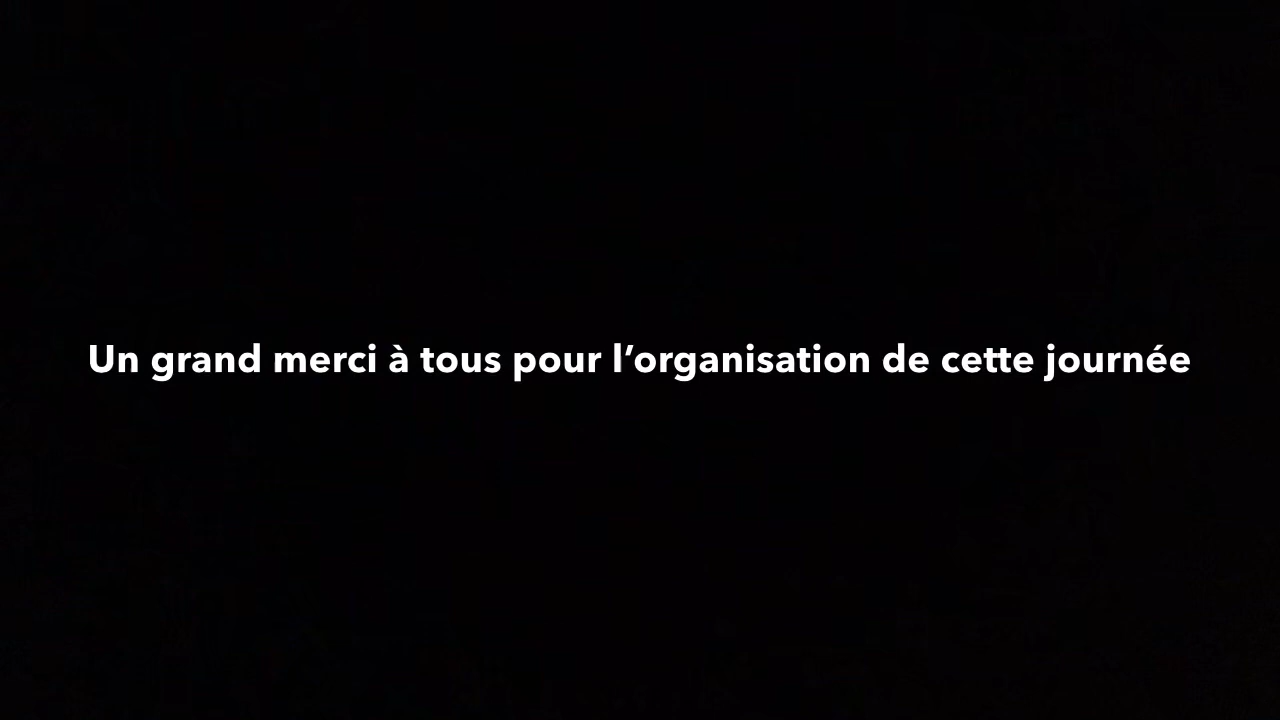 Un grand merci à tous pour l’organisation de cette journée